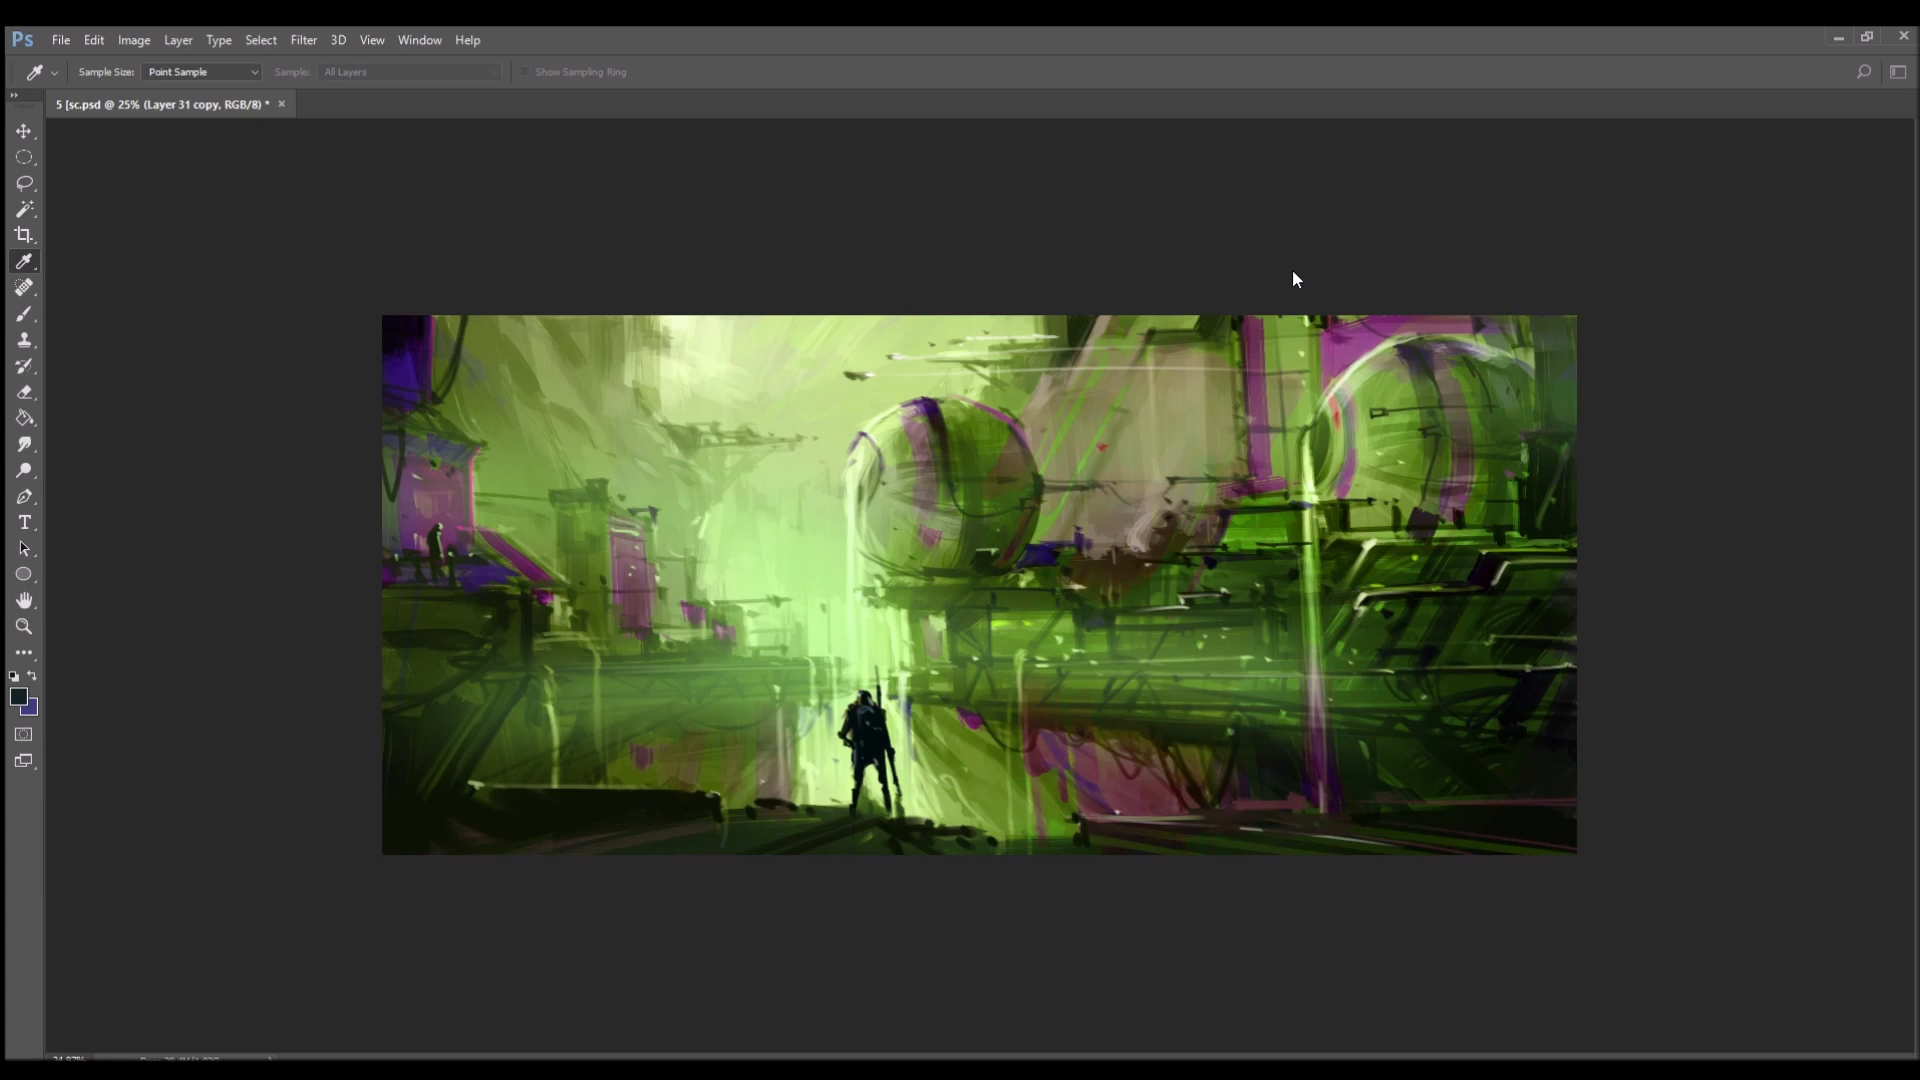 Ps File Edit Image Layer Type Select Filter 3D View Window Help
Sample Size: Point Sample Sample: All Layers Show Sampling Ring
5 [sc.psd @ 25% (Layer 31 copy, RGB/8) *
T